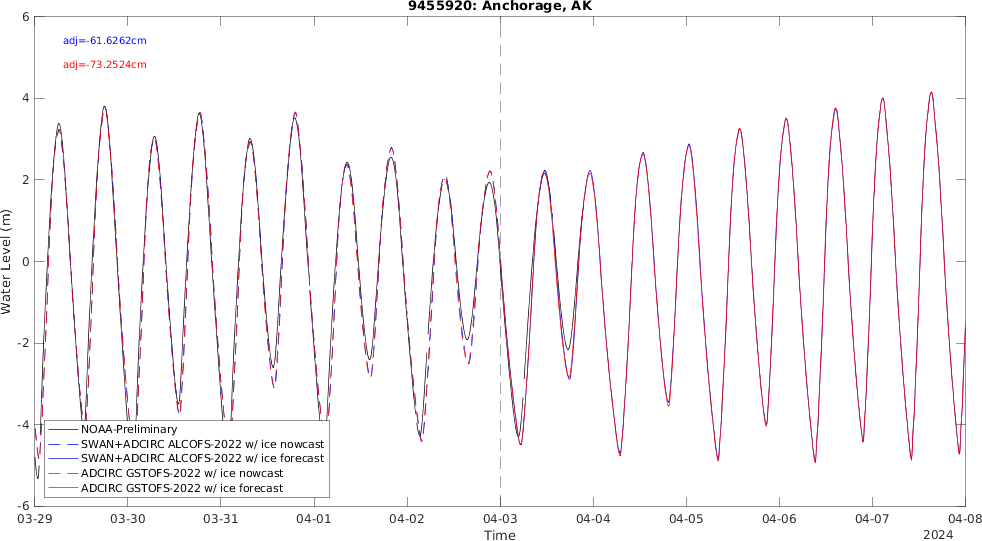 9455920: Anchorage, AK
6
adj=-61.6262cm
adj=-73.2524cm
4
2
0
-2
-4
-6
Water Level (m)
NOAA-Preliminary
SWAN+ADCIRC ALCOFS-2022 w/ ice nowcast
SWAN+ADCIRC ALCOFS-2022 w/ ice forecast
ADCIRC GSTOFS-2022 w/ ice nowcast
ADCIRC GSTOFS-2022 w/ ice forecast
03-29 03-30 03-31 04-01 04-02 04-03 04-04 04-05 04-06 04-07 04-08
Time
2024